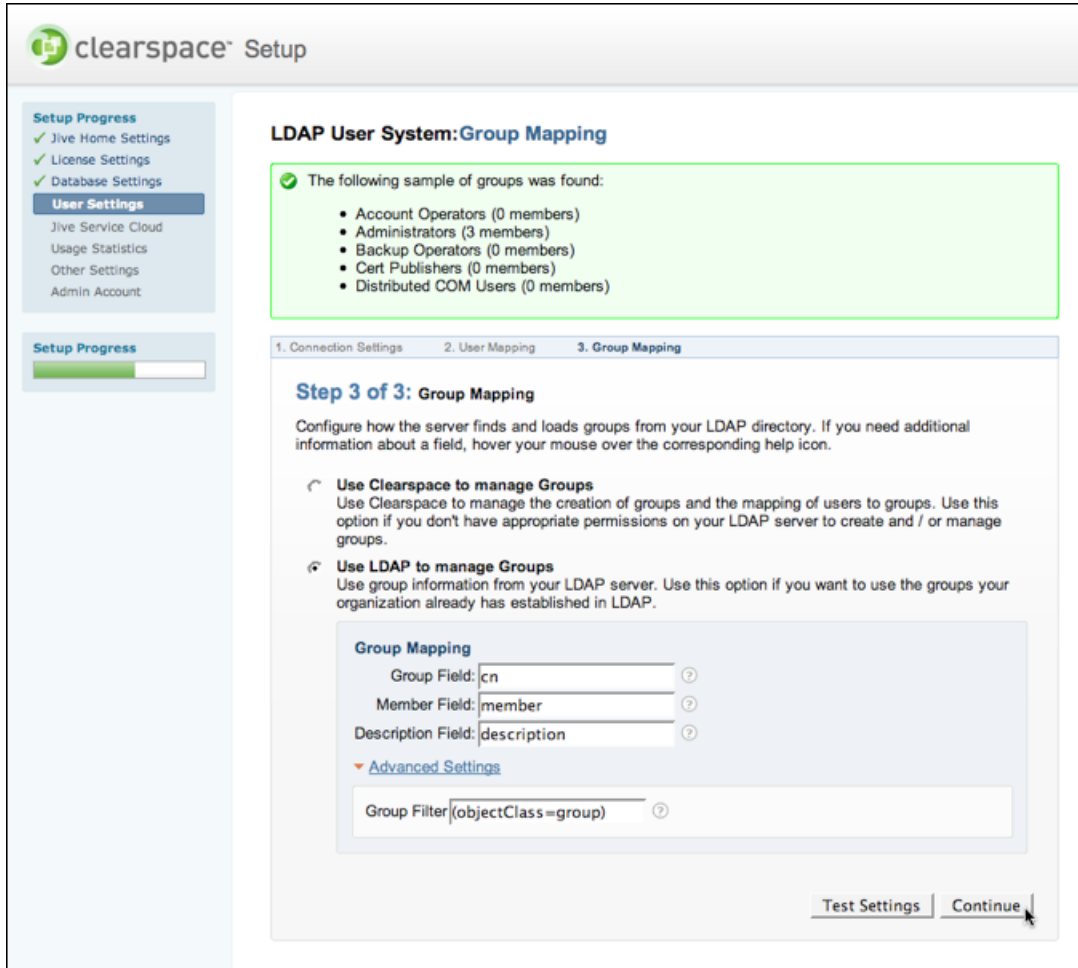 clearspace™ Setup
Setup Progress
Jive Home Settings
License Settings
Database Settings
User Settings
Jive Service Cloud
Usage Statistics
Other Settings
Admin Account
Setup Progress
LDAP User System:Group Mapping
The following sample of groups was found:
• Account Operators (0 members)
• Administrators (3 members)
• Backup Operators (0 members)
• Cert Publishers (0 members)
• Distributed COM Users (0 members)
1. Connection Settings 2. User Mapping 3. Group Mapping
Step 3 of 3: Group Mapping
Configure how the server finds and loads groups from your LDAP directory. If you need additional
information about a field, hover your mouse over the corresponding help icon.
Use Clearspace to manage Groups
Use Clearspace to manage the creation of groups and the mapping of users to groups. Use this
option if you don't have appropriate permissions on your LDAP server to create and / or manage
groups.
Use LDAP to manage Groups
Use group information from your LDAP server. Use this option if you want to use the groups your
organization already has established in LDAP.
Group Mapping
Group Field: cn ?
Member Field: member ?
Description Field: description ?
Advanced Settings
Group Filter (objectClass=group) ?
Test Settings Continue